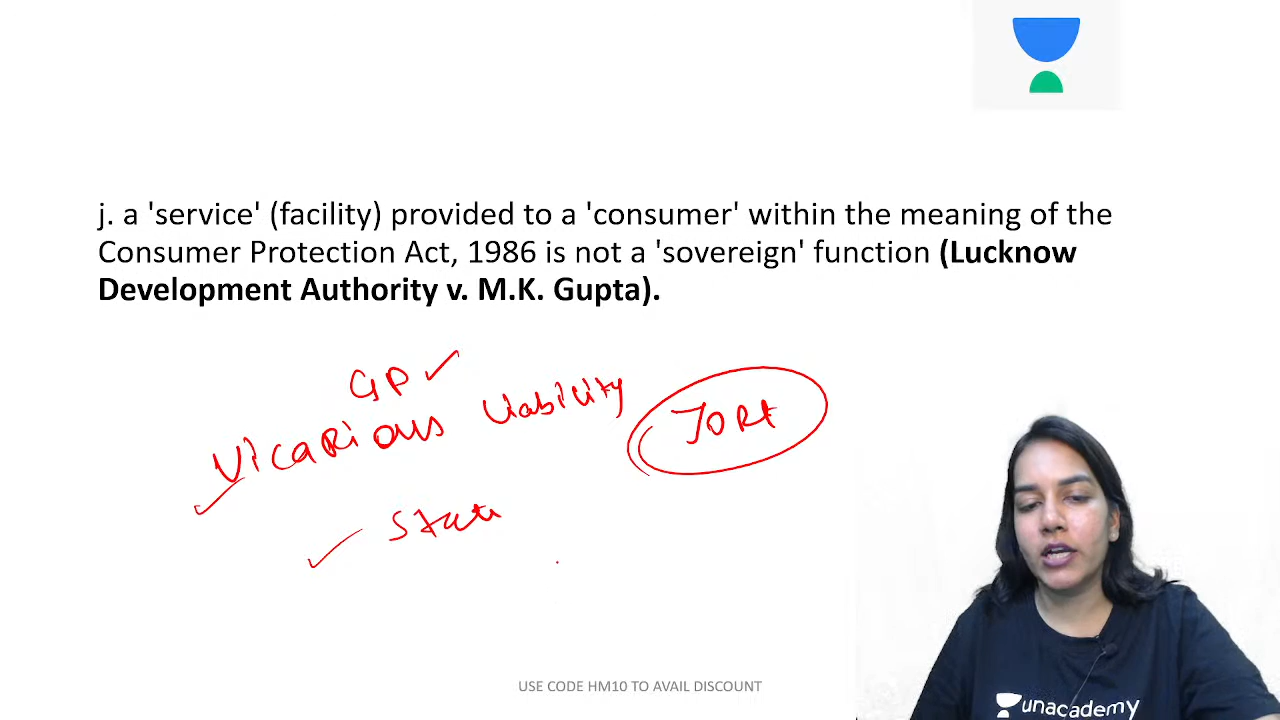 j. a 'service' (facility) provided to a 'consumer' within the meaning of the
Consumer Protection Act, 1986 is not a 'sovereign' function (Lucknow
Development Authority v. M.K. Gupta).
GP
Vicarious Liability
Tort
State
USE CODE HM10 TO AVAIL DISCOUNT
unacademy